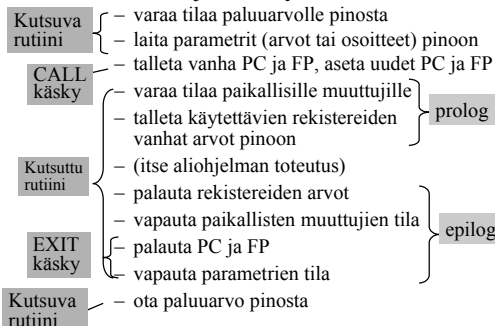 Kutsuva
rutiini
– varaa tilaa paluuarvolle pinosta
– laita parametrit (arvot tai osoitteet) pinoon
CALL
käsky
– talleta vanha PC ja FP, aseta uudet PC ja FP
Kutsuttu
rutiini
– varaa tilaa paikallisille muuttujille
– talleta käytettävien rekistereiden
vanhat arvot pinoon
prolog
– (itse aliohjelman toteutus)
– palauta rekistereiden arvot
– vapauta paikallisten muuttujien tila
EXIT
käsky
– palauta PC ja FP
– vapauta parametrien tila
epilog
Kutsuva
rutiini
– ota paluuarvo pinosta